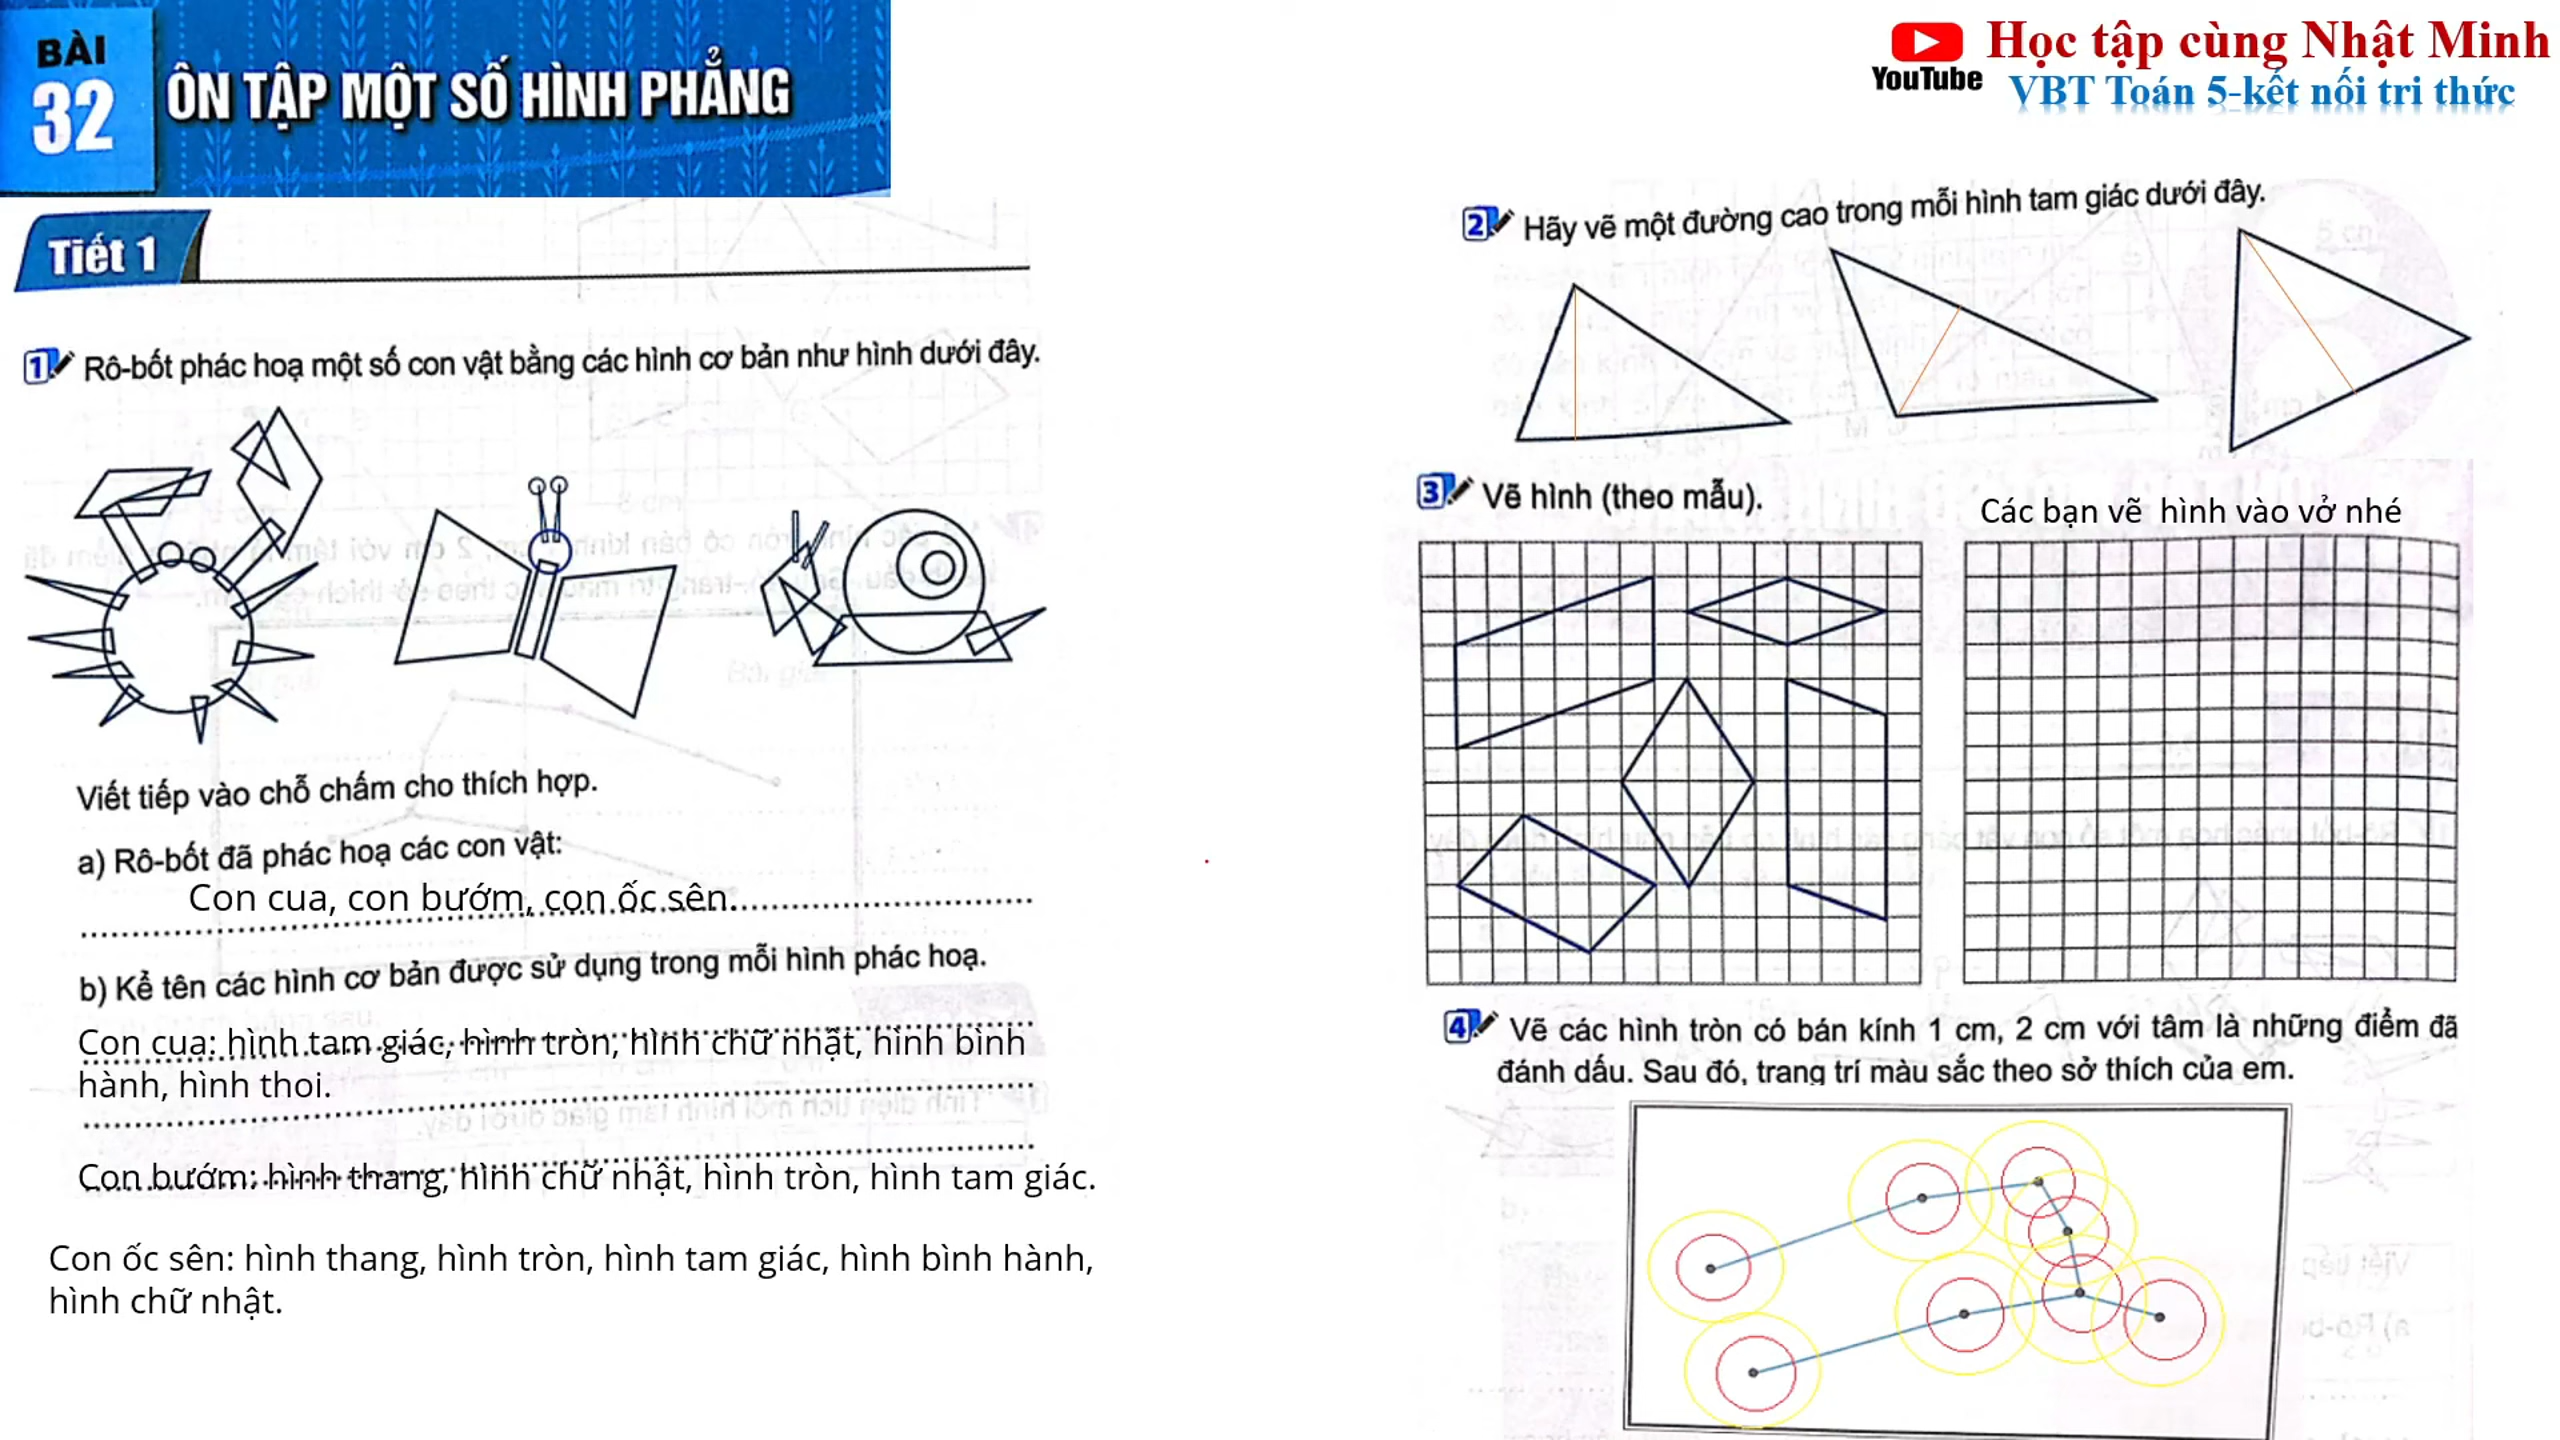 BÀI
32
ÔN TẬP MỘT SỐ HÌNH PHẲNG
YouTube
Học tập cùng Nhật Minh
VBT Toán 5-kết nối tri thức
Tiết 1
1 Rô-bốt phác hoạ một số con vật bằng các hình cơ bản như hình dưới đây.
Viết tiếp vào chỗ chấm cho thích hợp.
a) Rô-bốt đã phác hoạ các con vật:
Con cua, con bướm, con ốc sên.
b) Kể tên các hình cơ bản được sử dụng trong mỗi hình phác hoạ.
Con cua: hình tam giác, hình tròn, hình chữ nhật, hình bình
hành, hình thoi.
Con bướm: hình thang, hình chữ nhật, hình tròn, hình tam giác.
Con ốc sên: hình thang, hình tròn, hình tam giác, hình bình hành,
hình chữ nhật.
2 Hãy vẽ một đường cao trong mỗi hình tam giác dưới đây.
3 Vẽ hình (theo mẫu).
Các bạn vẽ hình vào vở nhé
4 Vẽ các hình tròn có bán kính 1 cm, 2 cm với tâm là những điểm đã
đánh dấu. Sau đó, trang trí màu sắc theo sở thích của em.